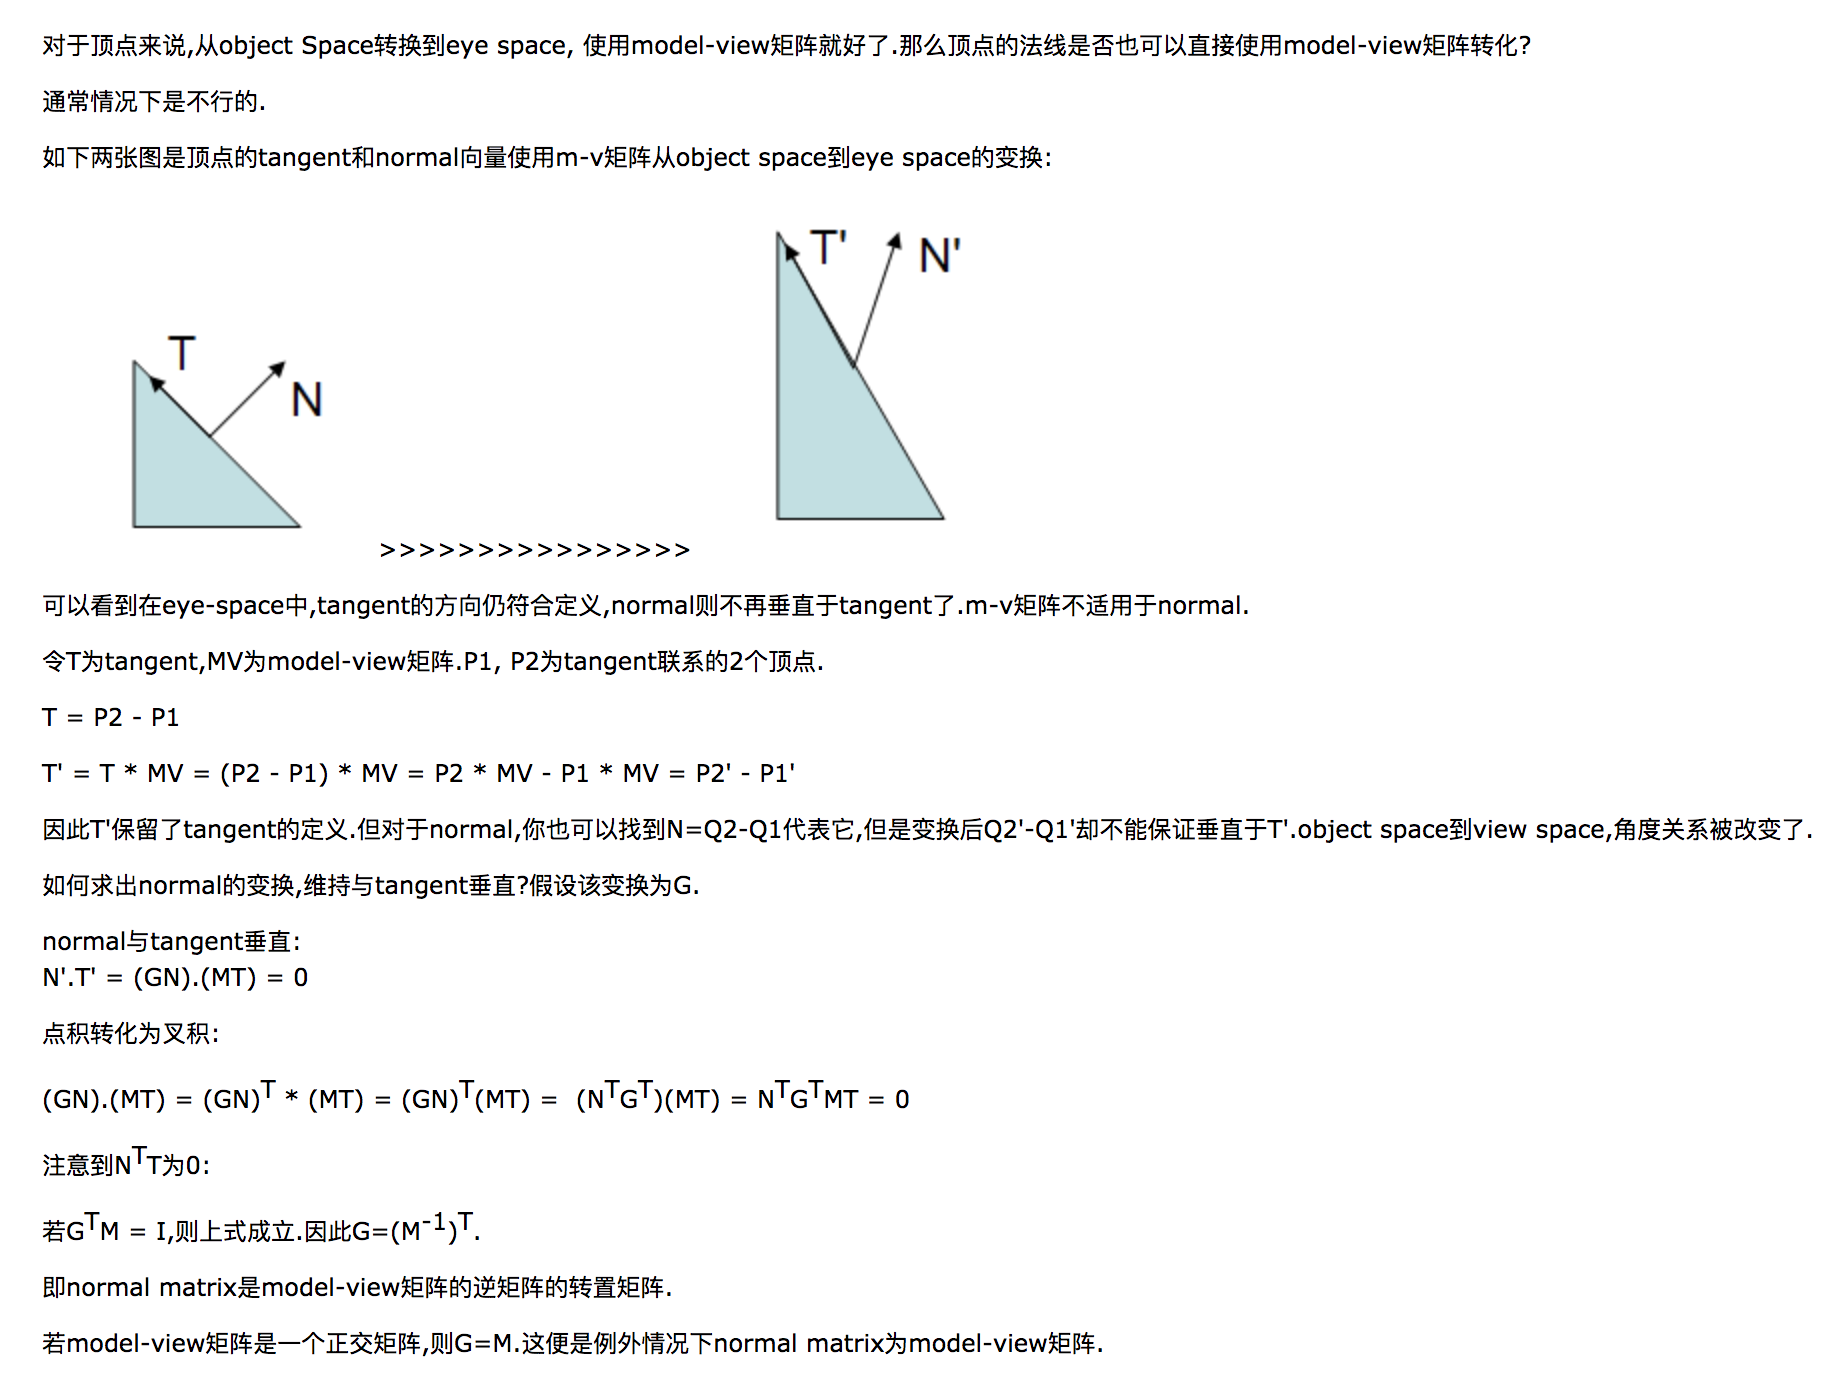 对于顶点来说,从object Space转换到eye space, 使用model-view矩阵就好了.那么顶点的法线是否也可以直接使用model-view矩阵转化?
通常情况下是不行的.
如下两张图是顶点的tangent和normal向量使用m-v矩阵从object space到eye space的变换:
T
N
T'
N'
>>>>>>>>>>>>>>>>
可以看到在eye-space中,tangent的方向仍符合定义,normal则不再垂直于tangent了.m-v矩阵不适用于normal.
令T为tangent,MV为model-view矩阵.P1, P2为tangent联系的2个顶点.
T = P2 - P1
T' = T * MV = (P2 - P1) * MV = P2 * MV - P1 * MV = P2' - P1'
因此T'保留了tangent的定义.但对于normal,你也可以找到N=Q2-Q1代表它,但是变换后Q2'-Q1'却不能保证垂直于T'.object space到view space,角度关系被改变了.
如何求出normal的变换,维持与tangent垂直?假设该变换为G.
normal与tangent垂直:
N'.T' = (GN).(MT) = 0
点积转化为叉积:
(GN).(MT) = (GN)^T * (MT) = (GN)^T(MT) = (N^TG^T)(MT) = N^TG^TMT = 0
注意到N^TT为0:
若G^TM = I,则上式成立.因此G=(M^-1)^T.
即normal matrix是model-view矩阵的逆矩阵的转置矩阵.
若model-view矩阵是一个正交矩阵,则G=M.这便是例外情况下normal matrix为model-view矩阵.